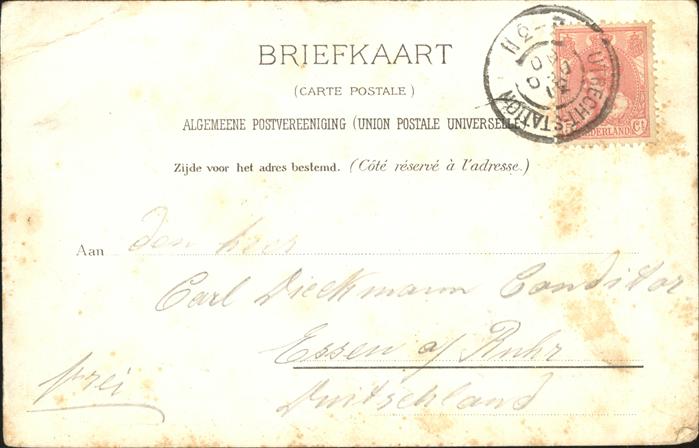 BRIEFKAART
(CARTE POSTALE)
ALGEMEENE POSTVEREENIGING (UNION POSTALE UNIVERSELLE
Zijde voor het adres bestemd. (Côté réservé à l'adresse.)
UTRECHT-STATION
NEDERLAND
Ct
Aan den heer
Carl Dieckmann Conditor
Essen a/Ruhr
Duitschland
frei